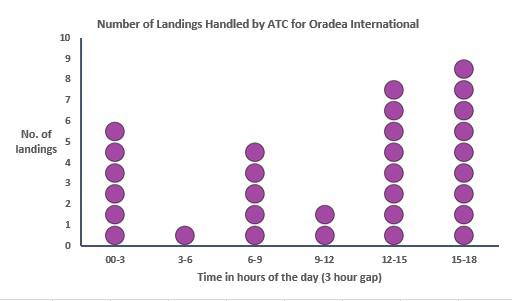 Number of Landings Handled by ATC for Oradea International
10
9
8
7
6
5
4
3
2
1
0
No. of
landings
00-3 3-6 6-9 9-12 12-15 15-18
Time in hours of the day (3 hour gap)